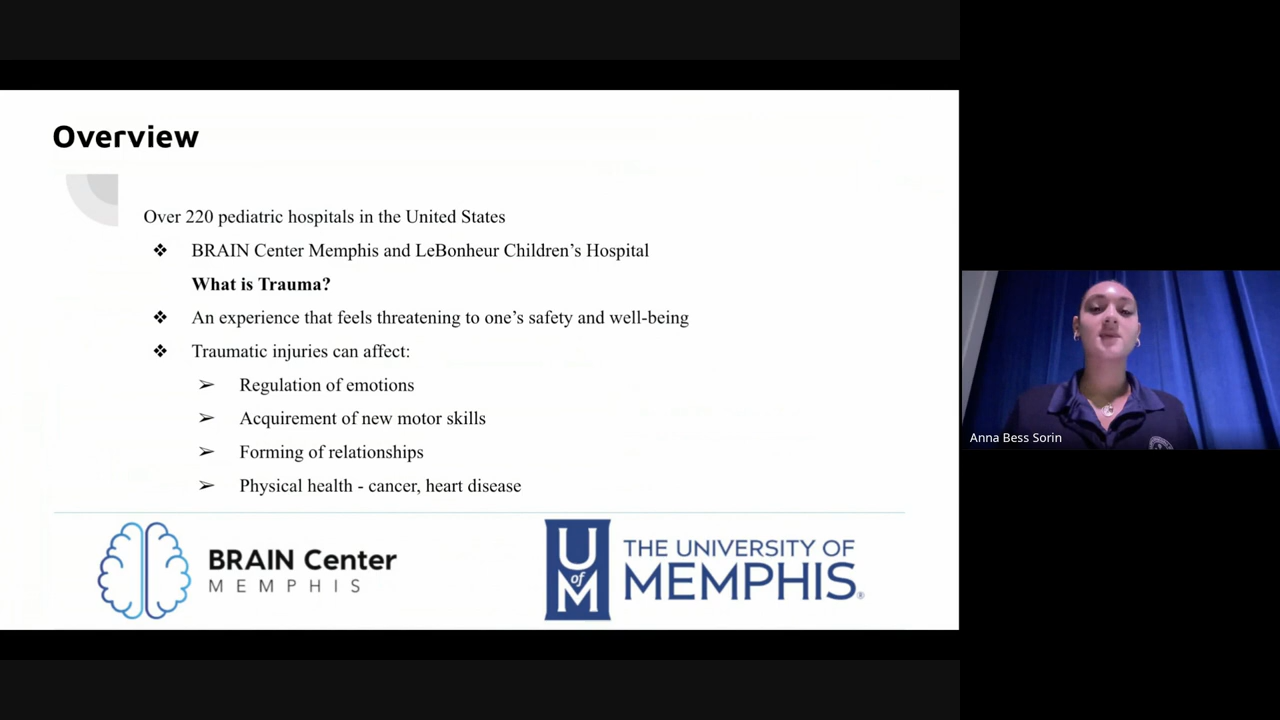 Overview
Over 220 pediatric hospitals in the United States
❖ BRAIN Center Memphis and LeBonheur Children’s Hospital
What is Trauma?
❖ An experience that feels threatening to one’s safety and well-being
❖ Traumatic injuries can affect:
➢ Regulation of emotions
➢ Acquirement of new motor skills
➢ Forming of relationships
➢ Physical health - cancer, heart disease
BRAIN Center
MEMPHIS
U
of
M
THE UNIVERSITY OF
MEMPHIS®
Anna Bess Sorin